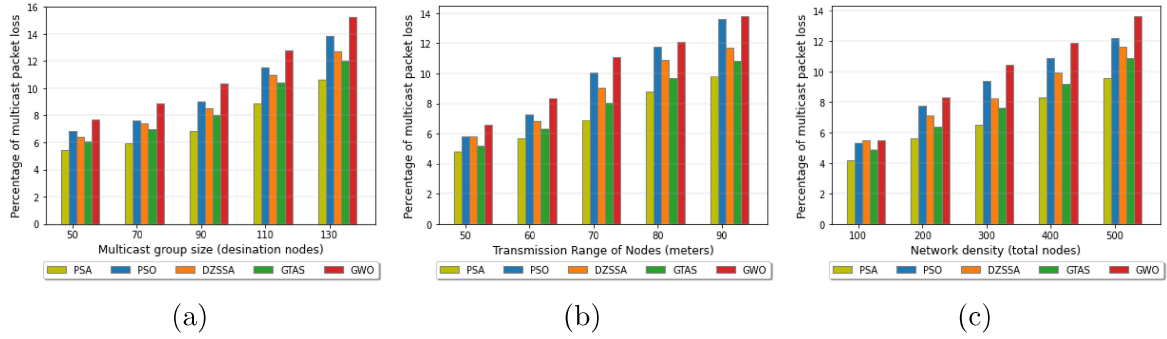 Percentage of multicast packet loss
16
14
12
10
8
6
4
2
0
50 70 90 110 130
Multicast group size (desination nodes)
PSA PSO DZSSA GTAS GWO
(a)
Percentage of multicast packet loss
14
12
10
8
6
4
2
0
50 60 70 80 90
Transmission Range of Nodes (meters)
PSA PSO DZSSA GTAS GWO
(b)
Percentage of multicast packet loss
14
12
10
8
6
4
2
0
100 200 300 400 500
Network density (total nodes)
PSA PSO DZSSA GTAS GWO
(c)